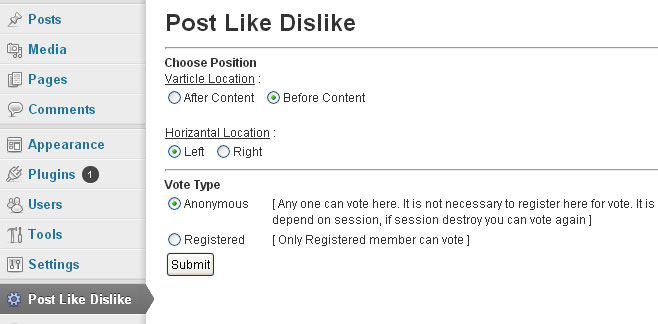 Posts
Media
Pages
Comments
Appearance
Plugins 1
Users
Tools
Settings
Post Like Dislike
Post Like Dislike
Choose Position
Varticle Location :
After Content Before Content
Horizantal Location :
Left Right
Vote Type
Anonymous [ Any one can vote here. It is not necessary to register here for vote. It is
depend on session, if session destroy you can vote again ]
Registered [ Only Registered member can vote ]
Submit